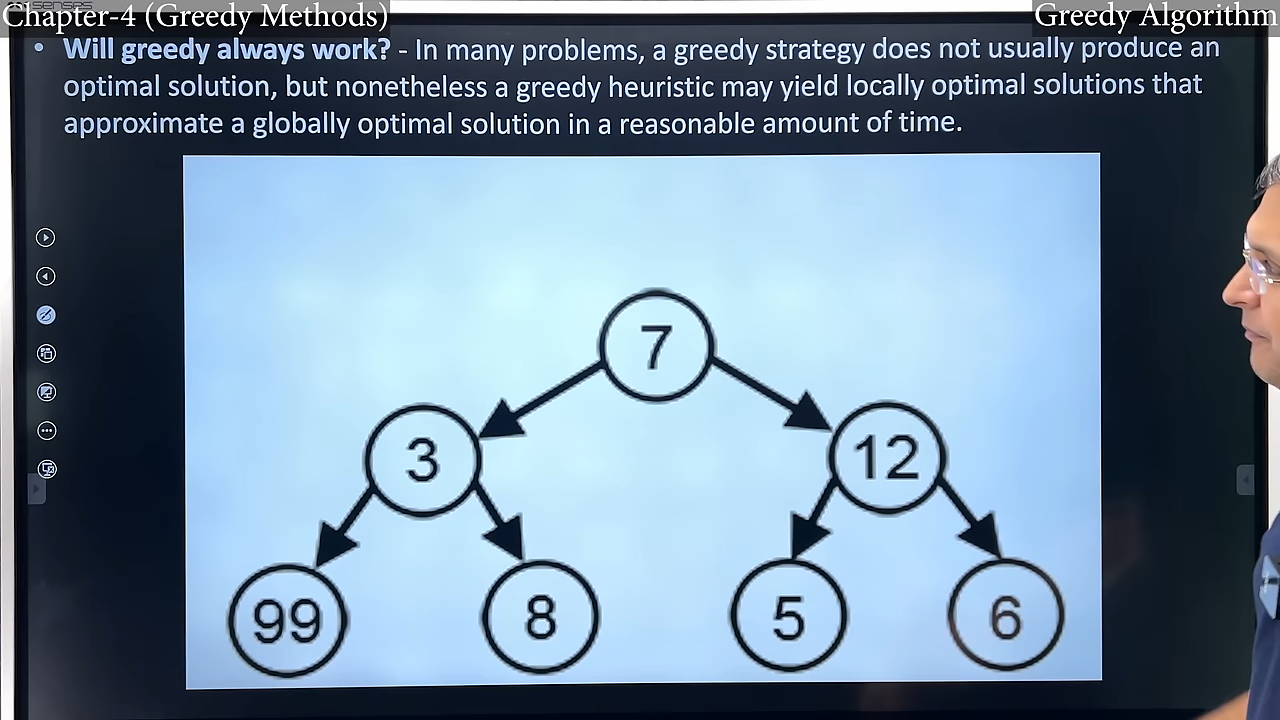 Chapter-4 (Greedy Methods)
Greedy Algorithm
• Will greedy always work? - In many problems, a greedy strategy does not usually produce an
optimal solution, but nonetheless a greedy heuristic may yield locally optimal solutions that
approximate a globally optimal solution in a reasonable amount of time.
7
3
12
99
8
5
6